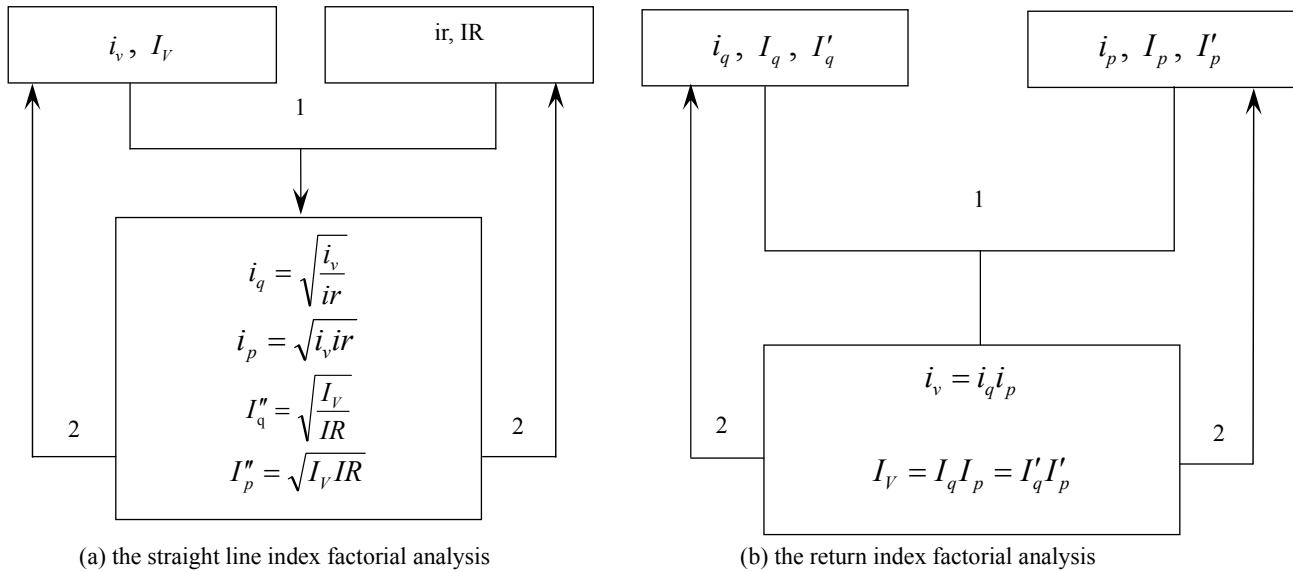 i_v, I_V
ir, IR
1
i_q = √(i_v / ir)
i_p = √(i_v ir)
I″_q = √(I_V / IR)
I″_p = √(I_V IR)
2
2
(a) the straight line index factorial analysis
i_q, I_q, I′_q
i_p, I_p, I′_p
1
i_v = i_q i_p
I_V = I_q I_p = I′_q I′_p
2
2
(b) the return index factorial analysis